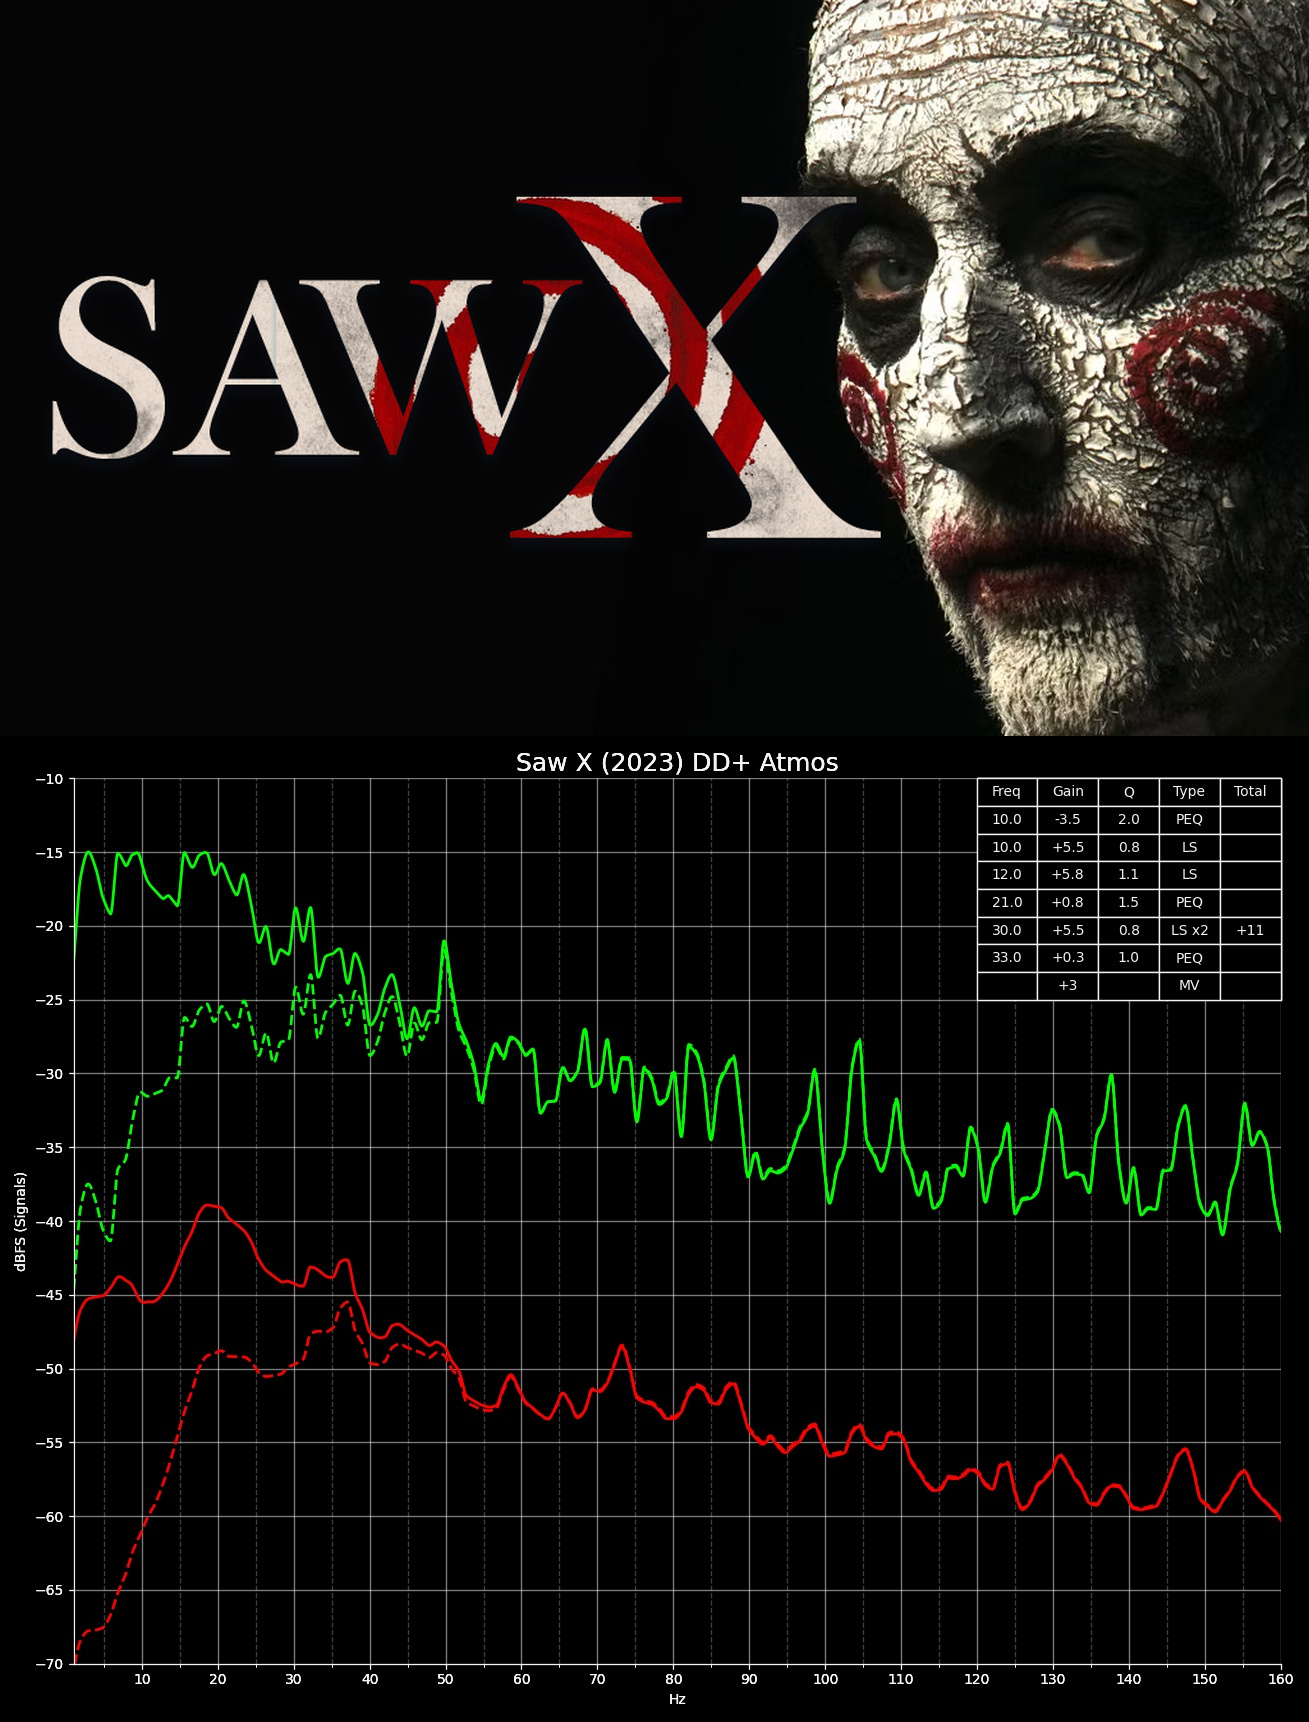 SAW X
Saw X (2023) DD+ Atmos
Freq Gain Q Type Total
10.0 -3.5 2.0 PEQ
10.0 +5.5 0.8 LS
12.0 +5.8 1.1 LS
21.0 +0.8 1.5 PEQ
30.0 +5.5 0.8 LS x2 +11
33.0 +0.3 1.0 PEQ
+3 MV
−10
−15
−20
−25
−30
−35
−40
−45
−50
−55
−60
−65
−70
dBFS (Signals)
10 20 30 40 50 60 70 80 90 100 110 120 130 140 150 160
Hz